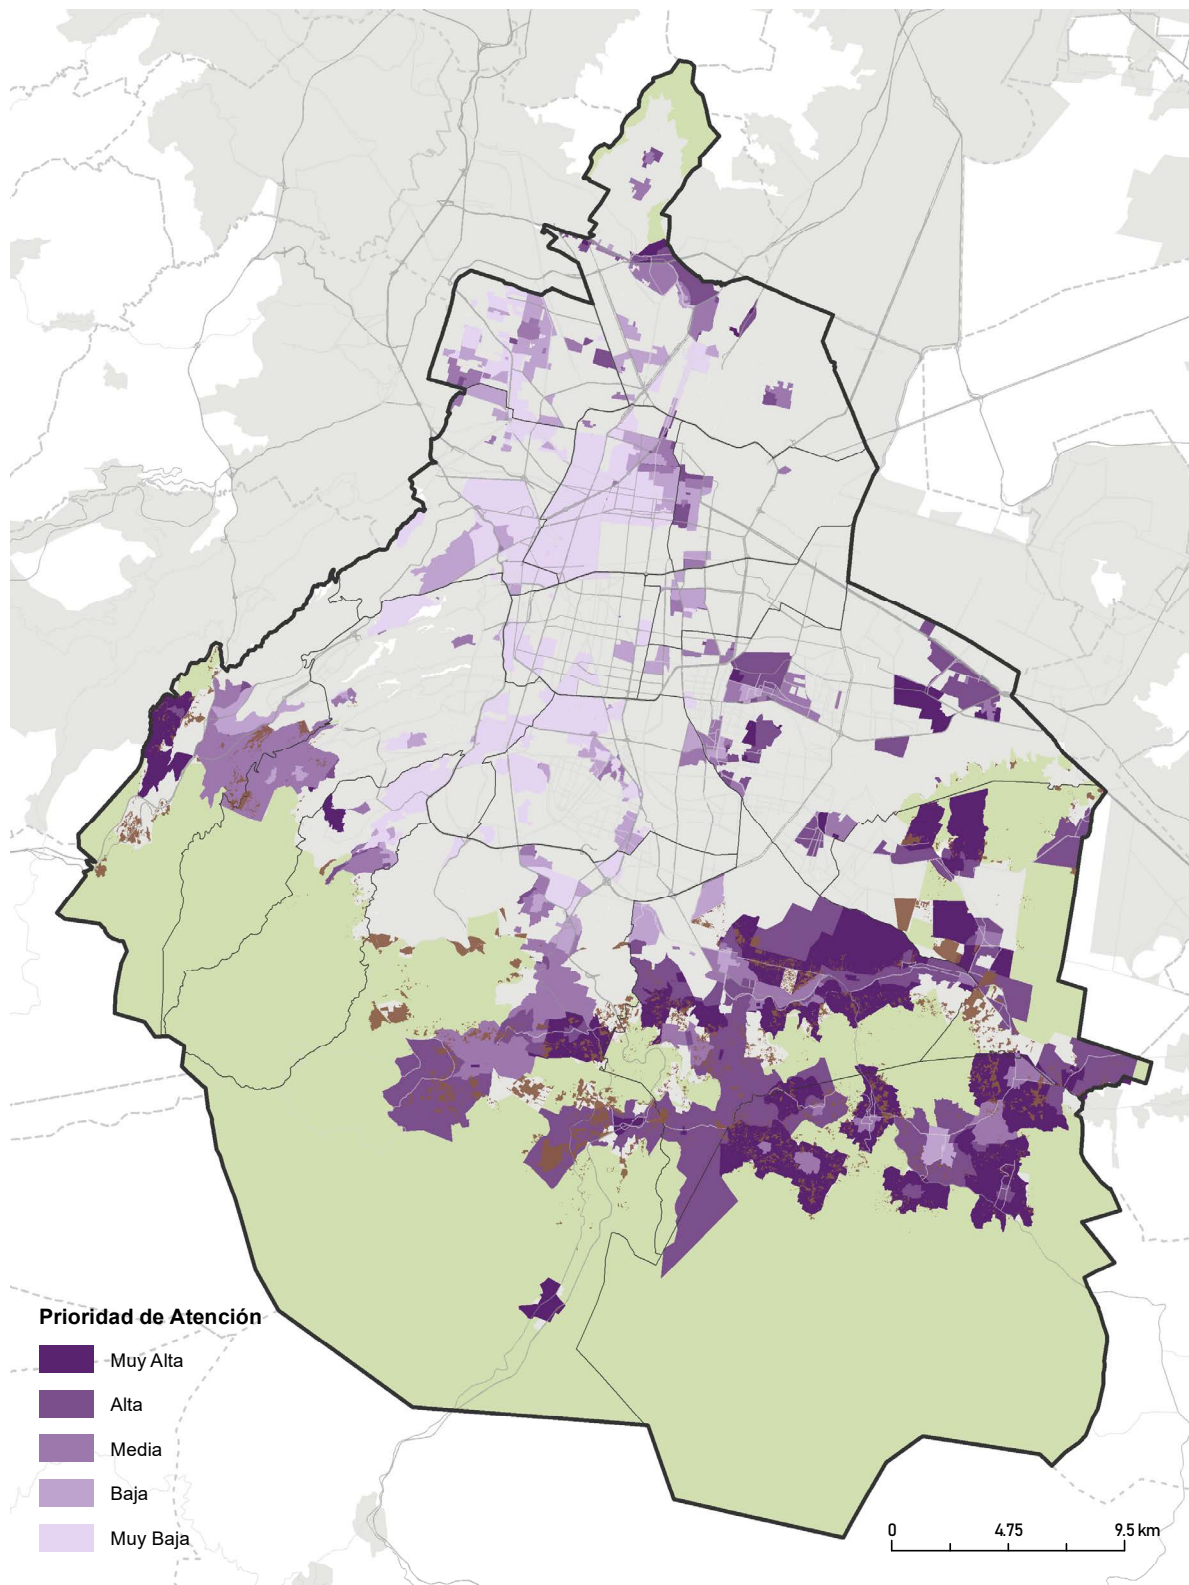 Prioridad de Atención
Muy Alta
Alta
Media
Baja
Muy Baja
0 4.75 9.5 km